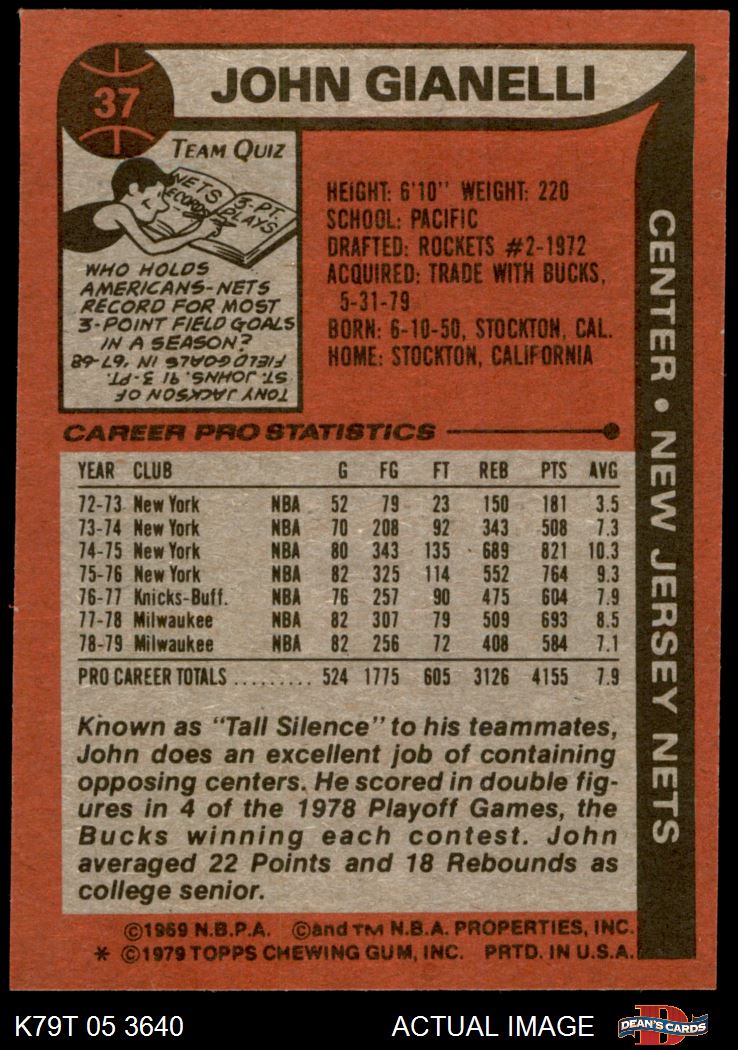 37
JOHN GIANELLI
TEAM QUIZ
NETS
RECORDS
3-PT.
PLAYS
WHO HOLDS
AMERICANS-NETS
RECORD FOR MOST
3-POINT FIELD GOALS
IN A SEASON?
TONY JACKSON OF
ST. JOHNS. 91 3-PT.
FIELD GOALS IN '67-68
HEIGHT: 6'10" WEIGHT: 220
SCHOOL: PACIFIC
DRAFTED: ROCKETS #2-1972
ACQUIRED: TRADE WITH BUCKS,
5-31-79
BORN: 6-10-50, STOCKTON, CAL.
HOME: STOCKTON, CALIFORNIA
CENTER • NEW JERSEY NETS
CAREER PRO STATISTICS
YEAR CLUB G FG FT REB PTS AVG
72-73 New York NBA 52 79 23 150 181 3.5
73-74 New York NBA 70 208 92 343 508 7.3
74-75 New York NBA 80 343 135 689 821 10.3
75-76 New York NBA 82 325 114 552 764 9.3
76-77 Knicks-Buff. NBA 76 257 90 475 604 7.9
77-78 Milwaukee NBA 82 307 79 509 693 8.5
78-79 Milwaukee NBA 82 256 72 408 584 7.1
PRO CAREER TOTALS ......... 524 1775 605 3126 4155 7.9
Known as "Tall Silence" to his teammates,
John does an excellent job of containing
opposing centers. He scored in double fig-
ures in 4 of the 1978 Playoff Games, the
Bucks winning each contest. John
averaged 22 Points and 18 Rebounds as
college senior.
©1969 N.B.P.A. ©and TM N.B.A. PROPERTIES, INC.
* ©1979 TOPPS CHEWING GUM, INC. PRTD. IN U.S.A.
K79T 05 3640
ACTUAL IMAGE
D
DEAN'S CARDS